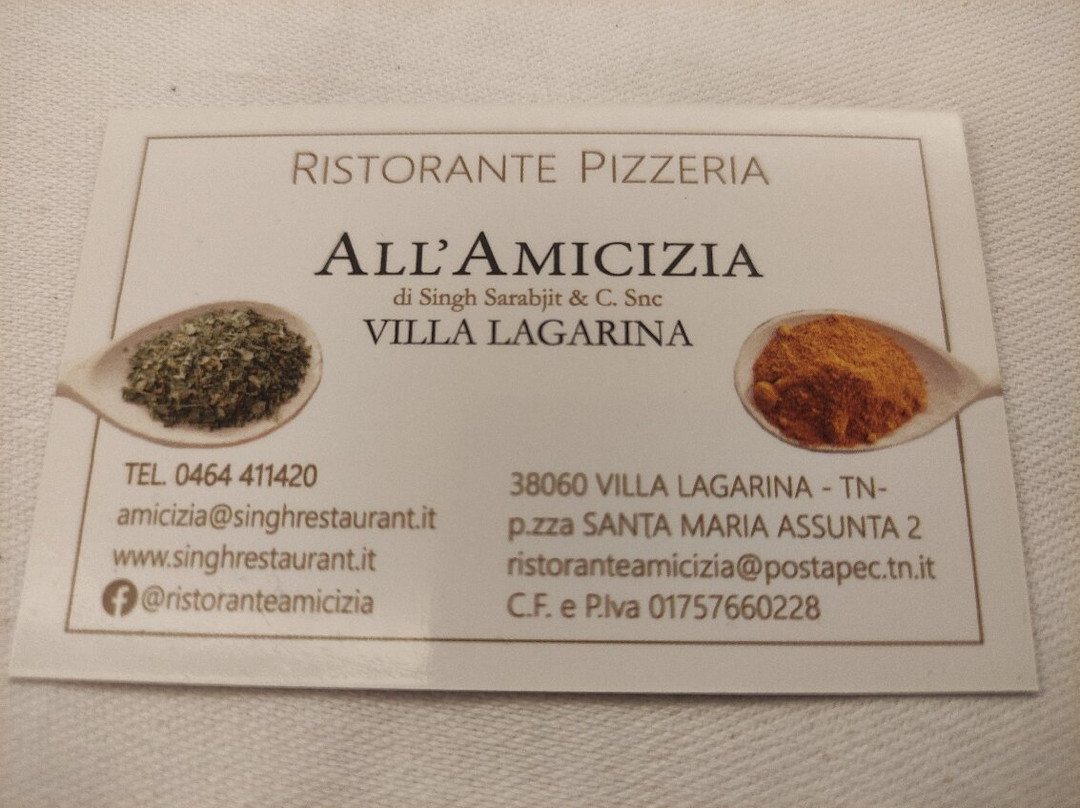 RISTORANTE PIZZERIA
ALL'AMICIZIA
di Singh Sarabjit & C. Snc
VILLA LAGARINA
TEL. 0464 411420
amicizia@singhrestaurant.it
www.singhrestaurant.it
@ristoranteamicizia
38060 VILLA LAGARINA - TN-
p.zza SANTA MARIA ASSUNTA 2
ristoranteamicizia@postapec.tn.it
C.F. e P.Iva 01757660228